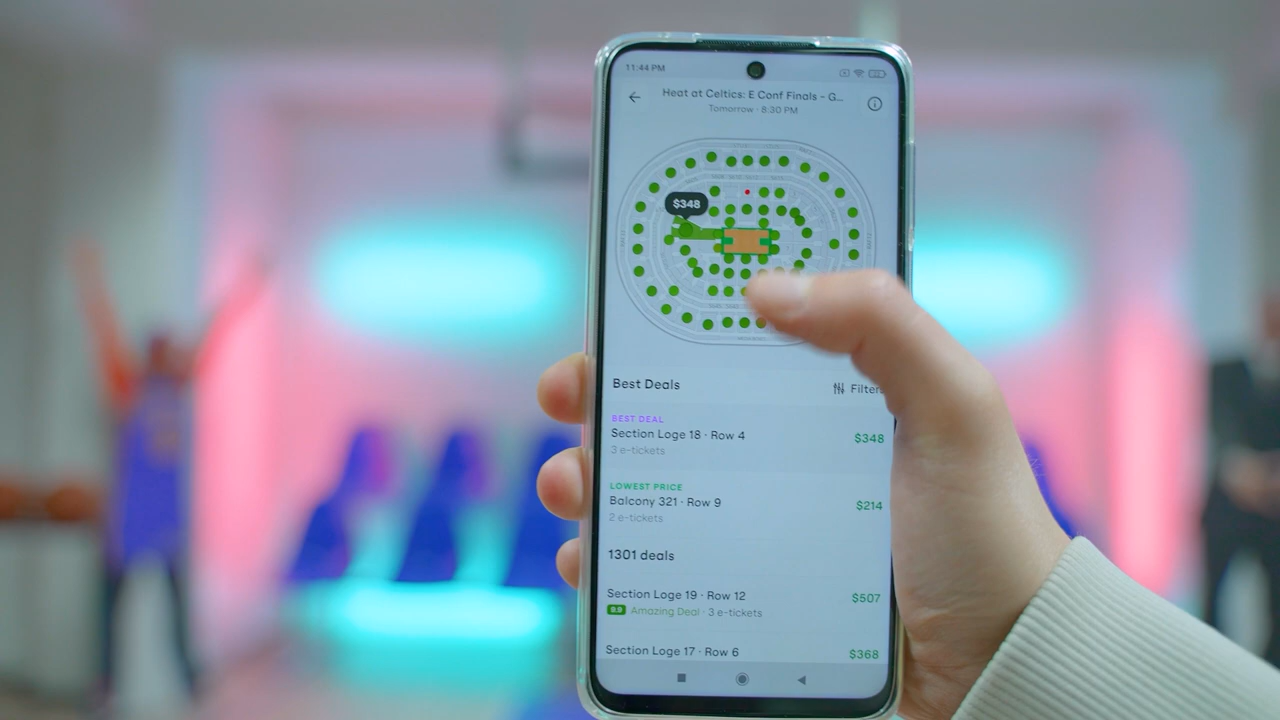 11:44 PM
Heat at Celtics: E Conf Finals - G...
Tomorrow · 8:30 PM
$348
Best Deals
Filter
BEST DEAL
Section Loge 18 · Row 4
$348
3 e-tickets
LOWEST PRICE
Balcony 321 · Row 9
$214
2 e-tickets
1301 deals
Section Loge 19 · Row 12
$507
9.9 Amazing Deal · 3 e-tickets
Section Loge 17 · Row 6
$368